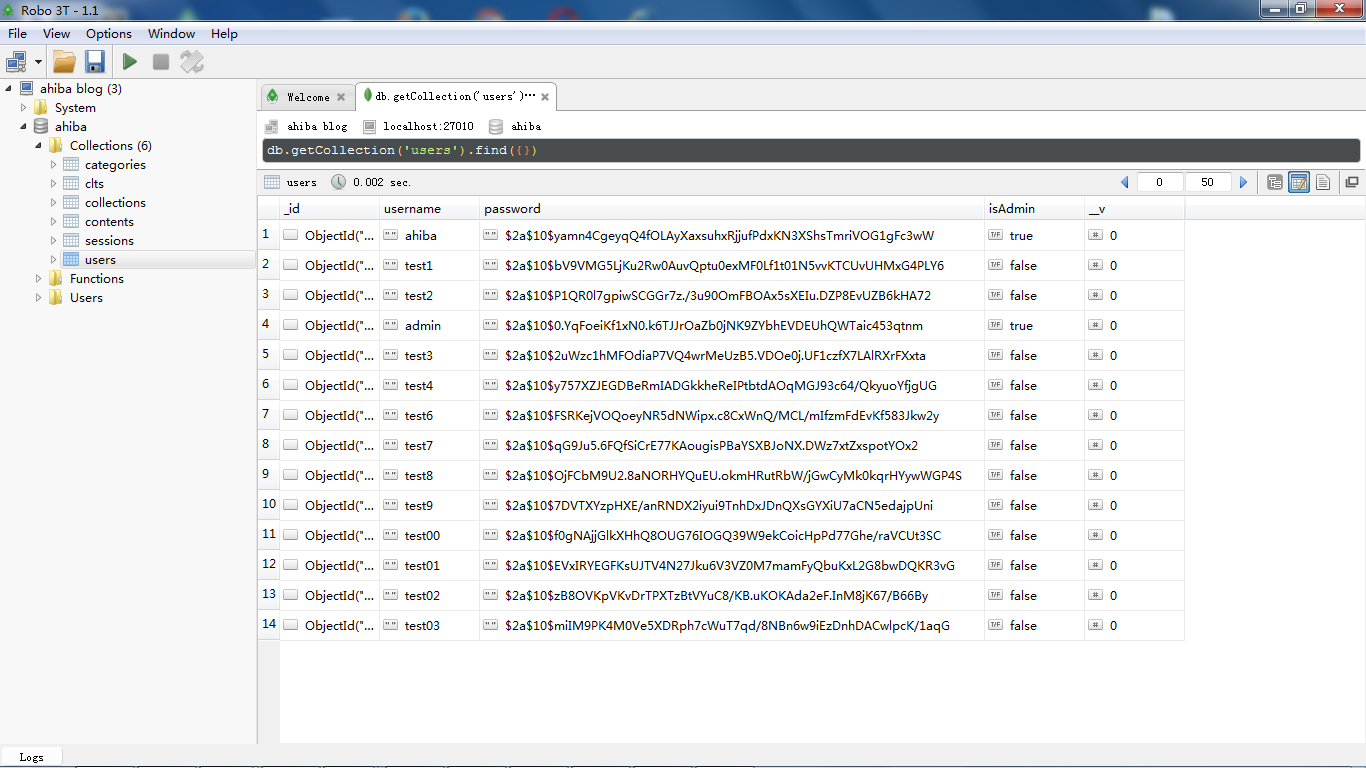 Robo 3T - 1.1
File View Options Window Help
ahiba blog (3)
System
ahiba
Collections (6)
categories
clts
collections
contents
sessions
users
Functions
Users
Welcome db.getCollection('users')...
ahiba blog localhost:27010 ahiba
db.getCollection('users').find({})
users 0.002 sec. 0 50
_id username password isAdmin __v
1 ObjectId("... "" ahiba "" $2a$10$yamn4CgeyqQ4fOLAyXaxsuhxRjjufPdxKN3XShsTmriVOG1gFc3wW T/F true # 0
2 ObjectId("... "" test1 "" $2a$10$bV9VMG5LjKu2Rw0AuvQptu0exMF0Lf1t01N5vvKTCUvUHMxG4PLY6 T/F false # 0
3 ObjectId("... "" test2 "" $2a$10$P1QR0l7gpiwSCGGr7z./3u90OmFBOAx5sXEIu.DZP8EvUZB6kHA72 T/F false # 0
4 ObjectId("... "" admin "" $2a$10$0.YqFoeiKf1xN0.k6TJJrOaZb0jNK9ZYbhEVDEUhQWTaic453qtnm T/F true # 0
5 ObjectId("... "" test3 "" $2a$10$2uWzc1hMFOdiaP7VQ4wrMeUzB5.VDOe0j.UF1czfX7LAlRXrFXxta T/F false # 0
6 ObjectId("... "" test4 "" $2a$10$y757XZJEGDBeRmIADGkkheReIPtbtdAOqMGJ93c64/QkyuoYfjgUG T/F false # 0
7 ObjectId("... "" test6 "" $2a$10$FSRKejVOQoeyNR5dNWipx.c8CxWnQ/MCL/mIfzmFdEvKf583Jkw2y T/F false # 0
8 ObjectId("... "" test7 "" $2a$10$qG9Ju5.6FQfSiCrE77KAougisPBaYSXBJoNX.DWz7xtZxspotYOx2 T/F false # 0
9 ObjectId("... "" test8 "" $2a$10$OjFCbM9U2.8aNORHYQuEU.okmHRutRbW/jGwCyMk0kqrHYywWGP4S T/F false # 0
10 ObjectId("... "" test9 "" $2a$10$7DVTXYzpHXE/anRNDX2iyui9TnhDxJDnQXsGYXiU7aCN5edajpUni T/F false # 0
11 ObjectId("... "" test00 "" $2a$10$f0gNAjjGlkXHhQ8OUG76IOGQ39W9ekCoicHpPd77Ghe/raVCUt3SC T/F false # 0
12 ObjectId("... "" test01 "" $2a$10$EVxIRYEGFKsUJTV4N27Jku6V3VZ0M7mamFyQbuKxL2G8bwDQKR3vG T/F false # 0
13 ObjectId("... "" test02 "" $2a$10$zB8OVKpVKvDrTPXTzBtVYuC8/KB.uKOKAda2eF.InM8jK67/B66By T/F false # 0
14 ObjectId("... "" test03 "" $2a$10$miIM9PK4M0Ve5XDRph7cWuT7qd/8NBn6w9iEzDnhDACwlpcK/1aqG T/F false # 0
Logs